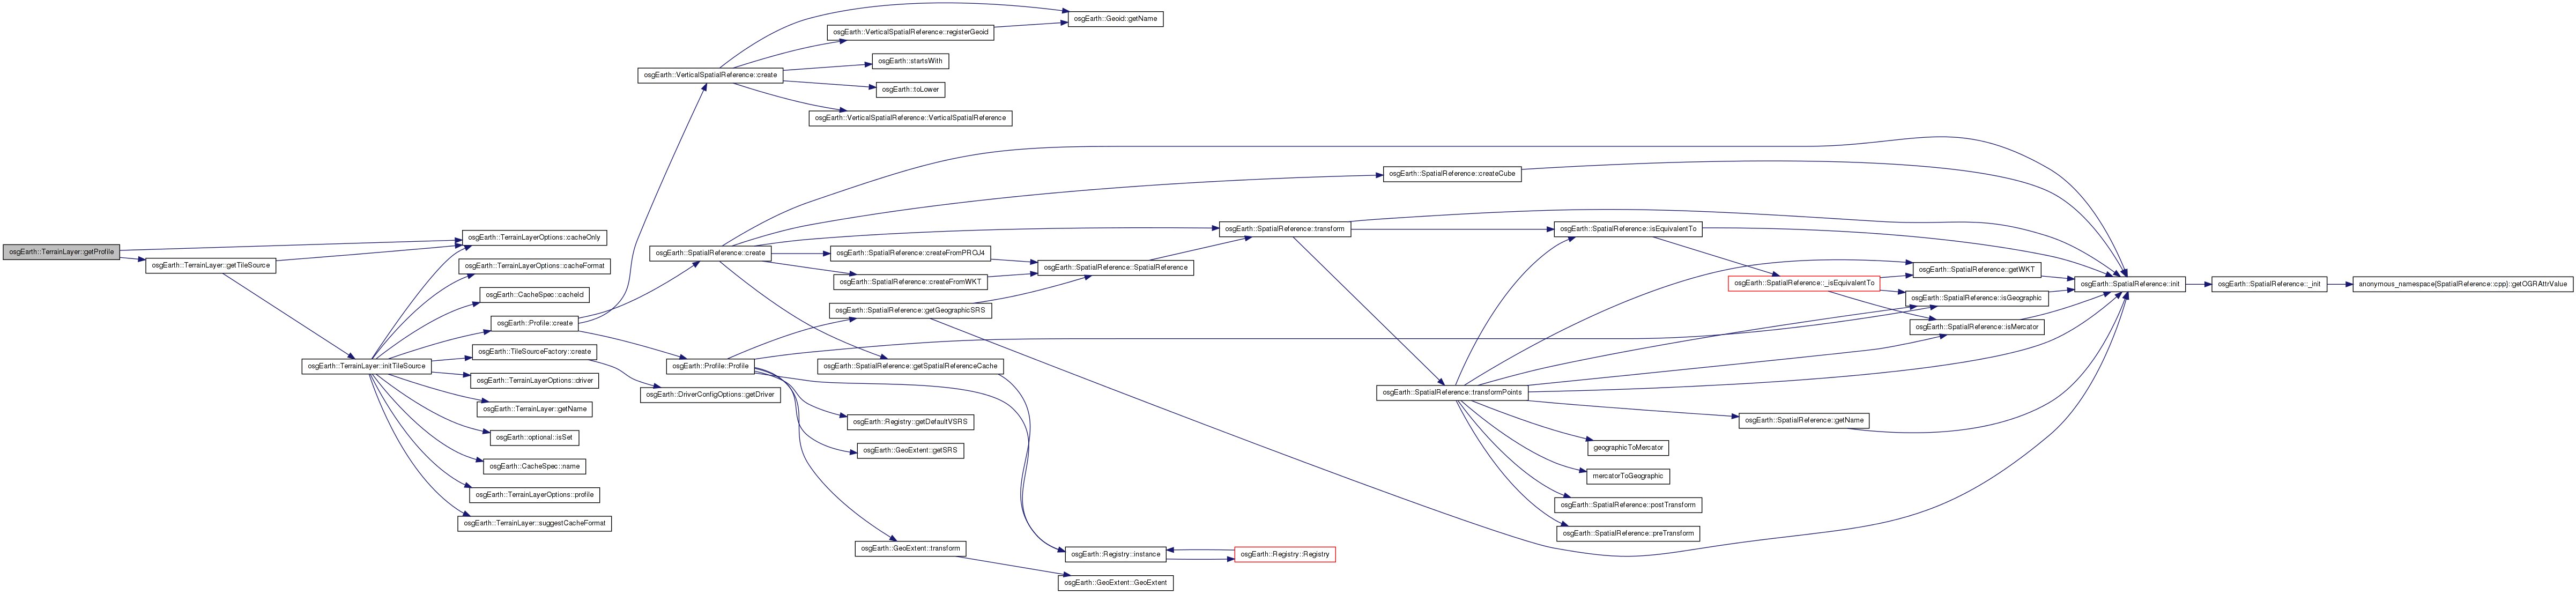 osgEarth::TerrainLayer::getProfile
osgEarth::TerrainLayer::getTileSource
osgEarth::TerrainLayer::initTileSource
osgEarth::TerrainLayerOptions::cacheOnly
osgEarth::TerrainLayerOptions::cacheFormat
osgEarth::CacheSpec::cacheId
osgEarth::Profile::create
osgEarth::TileSourceFactory::create
osgEarth::TerrainLayerOptions::driver
osgEarth::TerrainLayer::getName
osgEarth::optional::isSet
osgEarth::CacheSpec::name
osgEarth::TerrainLayerOptions::profile
osgEarth::TerrainLayer::suggestCacheFormat
osgEarth::VerticalSpatialReference::create
osgEarth::SpatialReference::create
osgEarth::Profile::Profile
osgEarth::DriverConfigOptions::getDriver
osgEarth::VerticalSpatialReference::registerGeoid
osgEarth::startsWith
osgEarth::toLower
osgEarth::VerticalSpatialReference::VerticalSpatialReference
osgEarth::SpatialReference::createFromPROJ4
osgEarth::SpatialReference::createFromWKT
osgEarth::SpatialReference::getGeographicSRS
osgEarth::SpatialReference::getSpatialReferenceCache
osgEarth::Registry::getDefaultVSRS
osgEarth::GeoExtent::getSRS
osgEarth::GeoExtent::transform
osgEarth::Geoid::getName
osgEarth::SpatialReference::SpatialReference
osgEarth::Registry::instance
osgEarth::GeoExtent::GeoExtent
osgEarth::SpatialReference::transform
osgEarth::Registry::Registry
osgEarth::SpatialReference::createCube
osgEarth::SpatialReference::transformPoints
osgEarth::SpatialReference::isEquivalentTo
geographicToMercator
mercatorToGeographic
osgEarth::SpatialReference::postTransform
osgEarth::SpatialReference::preTransform
osgEarth::SpatialReference::_isEquivalentTo
osgEarth::SpatialReference::getName
osgEarth::SpatialReference::getWKT
osgEarth::SpatialReference::isGeographic
osgEarth::SpatialReference::isMercator
osgEarth::SpatialReference::init
osgEarth::SpatialReference::_init
anonymous_namespace{SpatialReference.cpp}::getOGRAttrValue